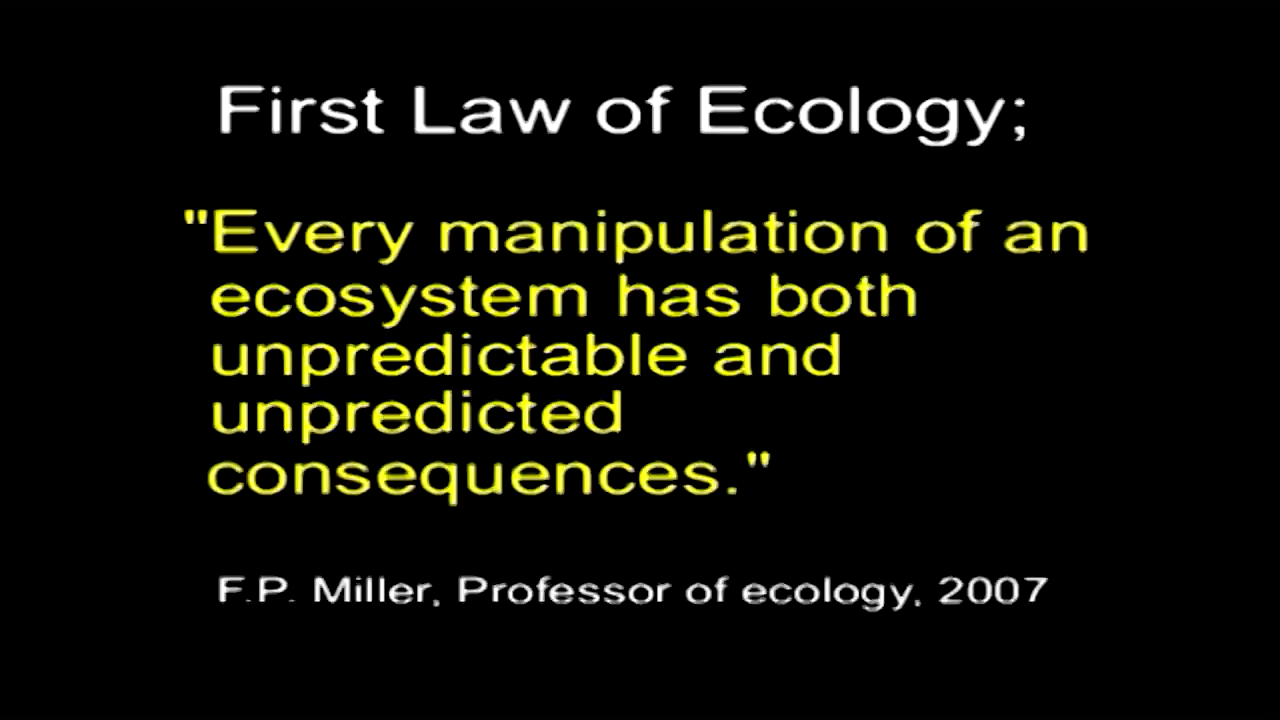 First Law of Ecology;
"Every manipulation of an
ecosystem has both
unpredictable and
unpredicted
consequences."
F.P. Miller, Professor of ecology, 2007